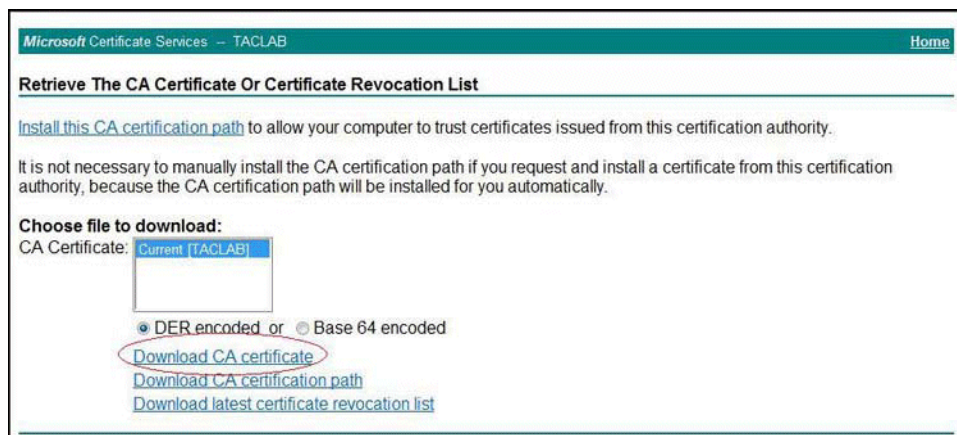 Microsoft Certificate Services -- TACLAB Home
Retrieve The CA Certificate Or Certificate Revocation List
Install this CA certification path to allow your computer to trust certificates issued from this certification authority.
It is not necessary to manually install the CA certification path if you request and install a certificate from this certification
authority, because the CA certification path will be installed for you automatically.
Choose file to download:
CA Certificate: Current [TACLAB]
DER encoded or Base 64 encoded
Download CA certificate
Download CA certification path
Download latest certificate revocation list